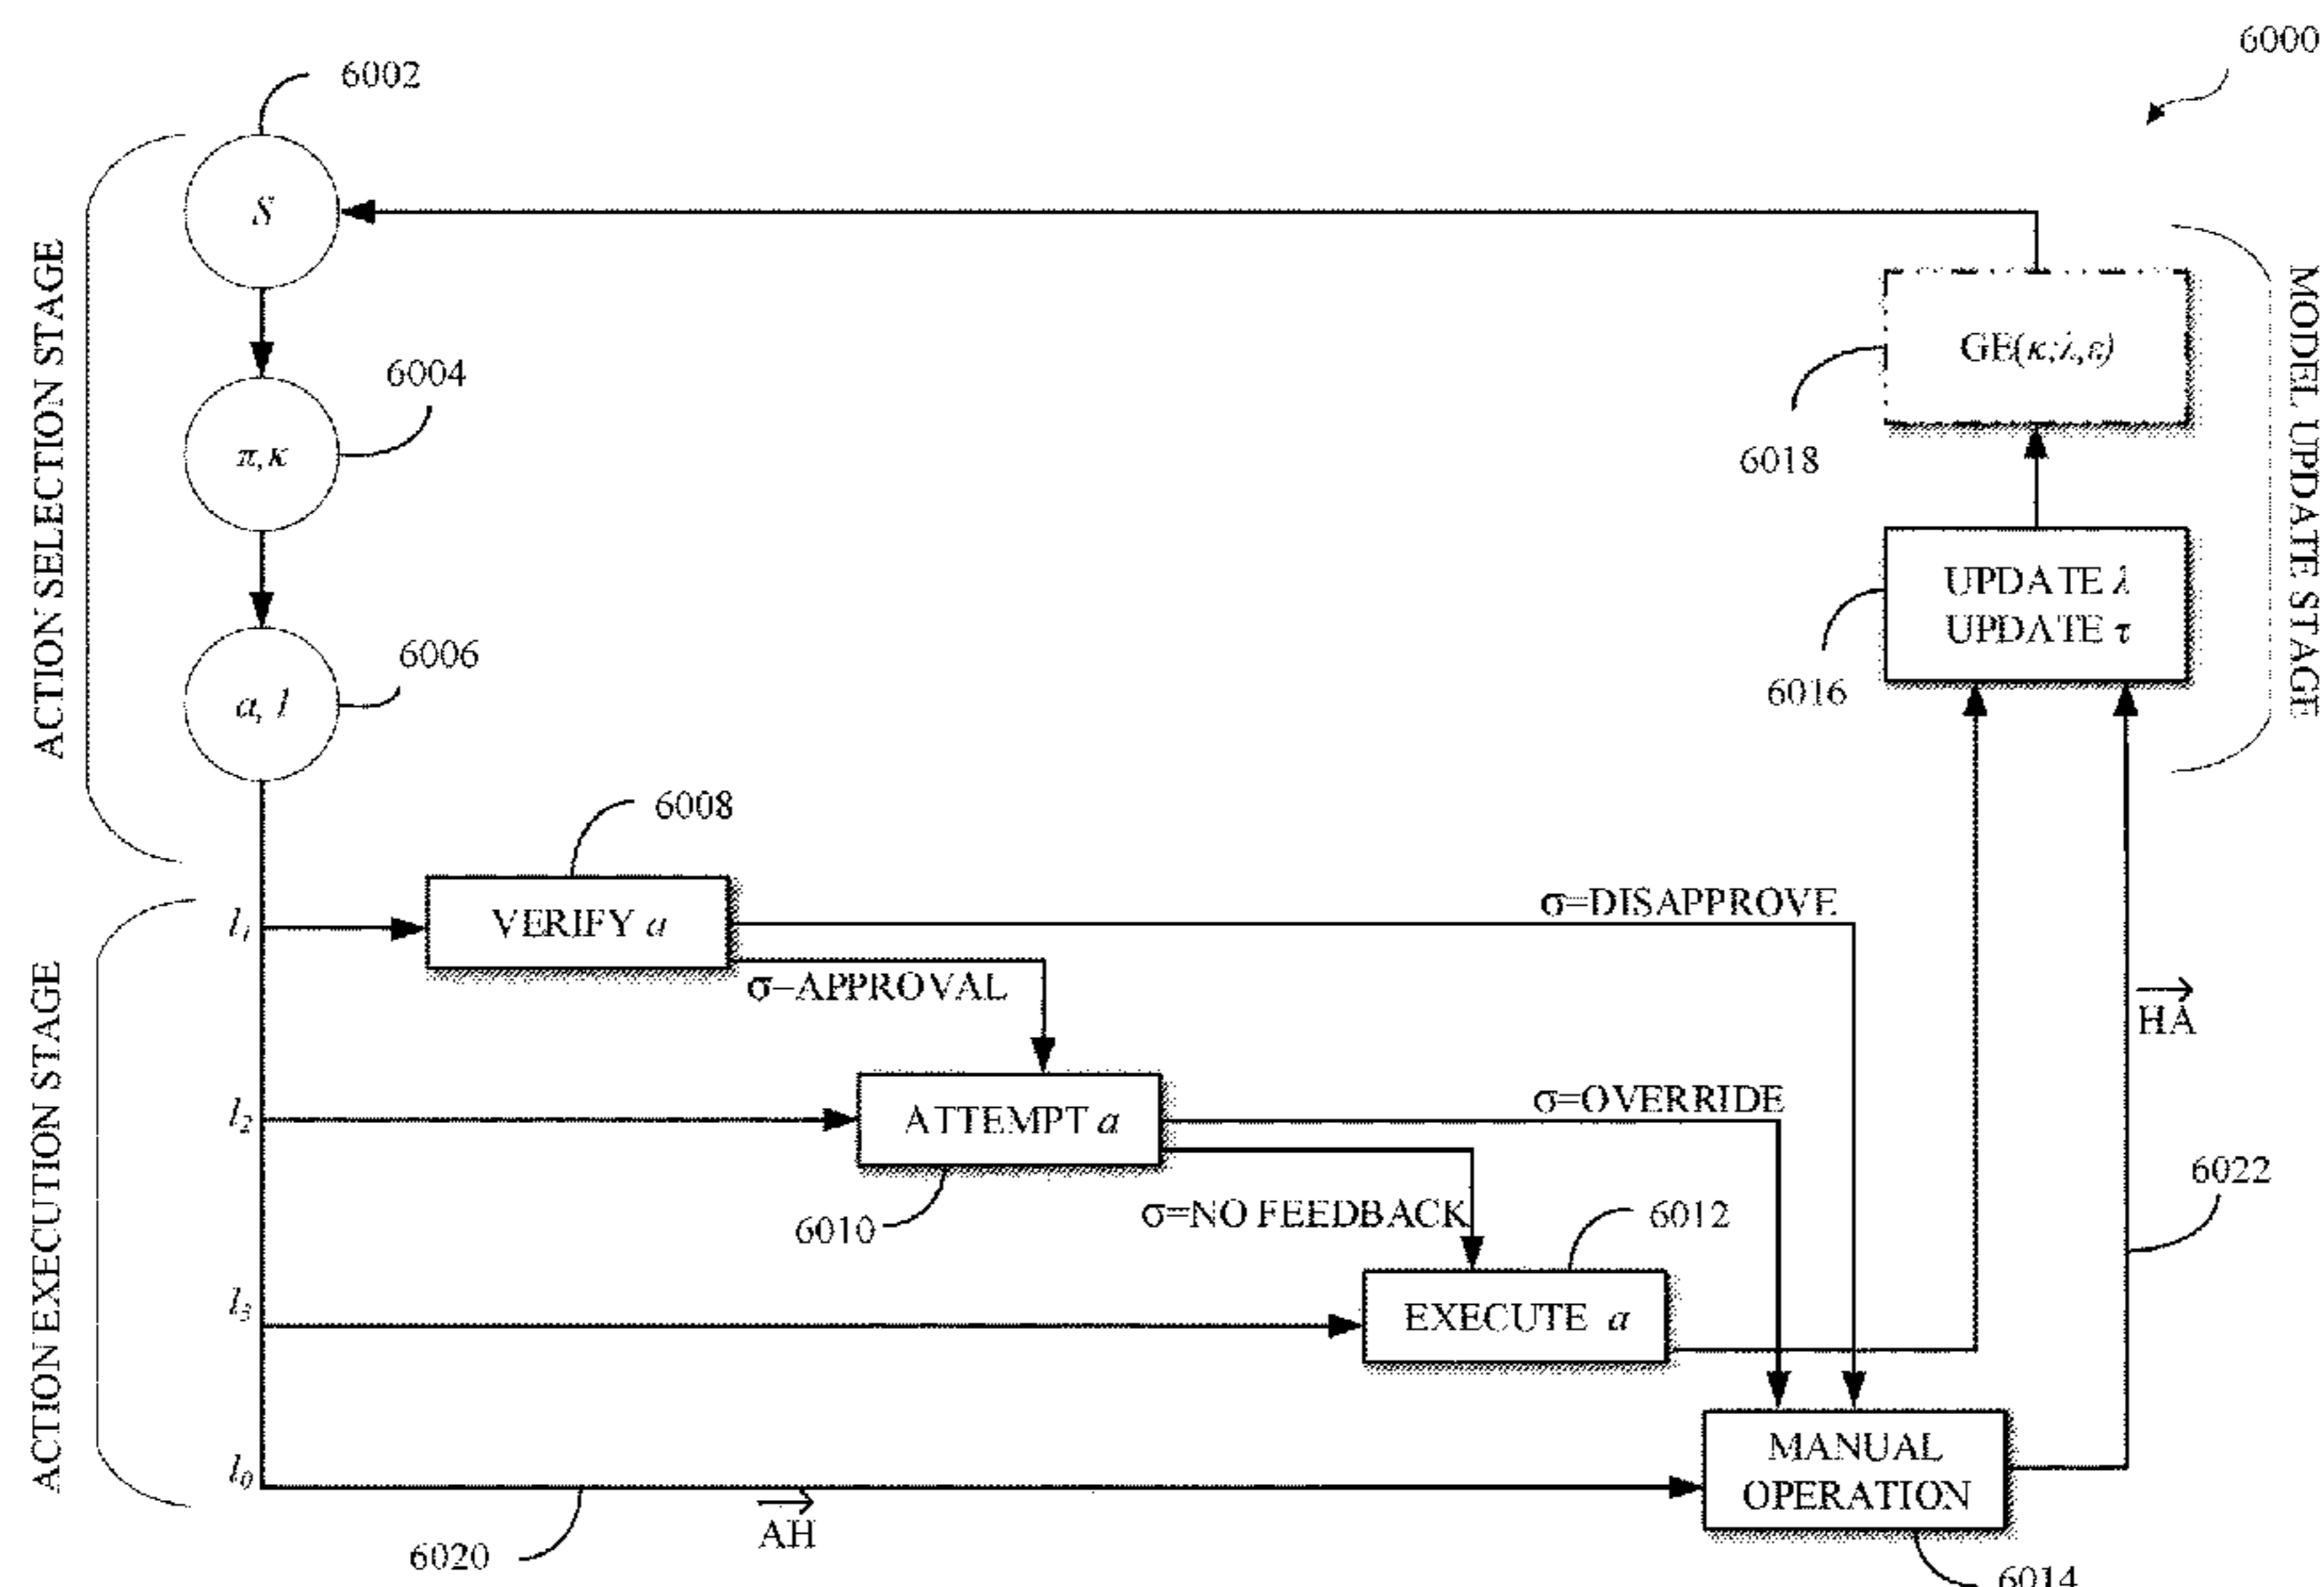 6000
6002
S
6004
π, κ
6006
a, l
ACTION SELECTION STAGE
GE(κ;λ,ε)
6018
UPDATE λ
UPDATE τ
6016
MODEL UPDATE STAGE
6008
l1
VERIFY a
σ=DISAPPROVE
σ=APPROVAL
HA
l2
ATTEMPT a
σ=OVERRIDE
6022
6010
σ=NO FEEDBACK
6012
l3
EXECUTE a
ACTION EXECUTION STAGE
l0
MANUAL
OPERATION
AH
6020
6014